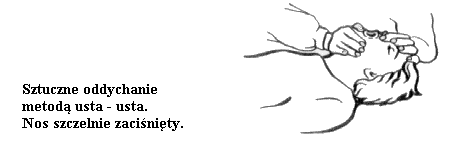 Sztuczne oddychanie
metodą usta - usta.
Nos szczelnie zaciśnięty.